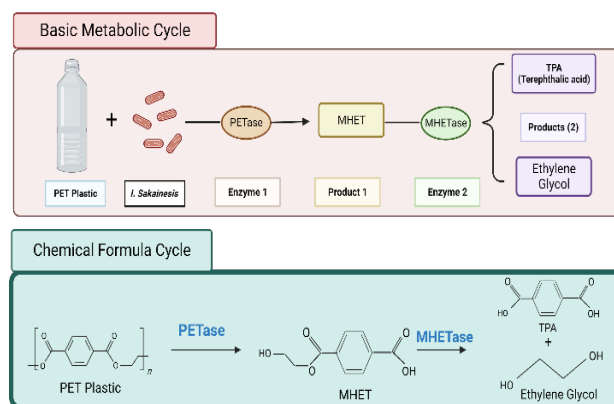 Basic Metabolic Cycle
TPA
(Terephthalic acid)
+
PETase
MHET
MHETase
Products (2)
Ethylene
Glycol
PET Plastic
I. Sakainesis
Enzyme 1
Product 1
Enzyme 2
Chemical Formula Cycle
O
O
O
O
n
PET Plastic
PETase
HO
O
O
O
OH
MHET
MHETase
O
O
HO
OH
TPA
+
OH
HO
Ethylene Glycol